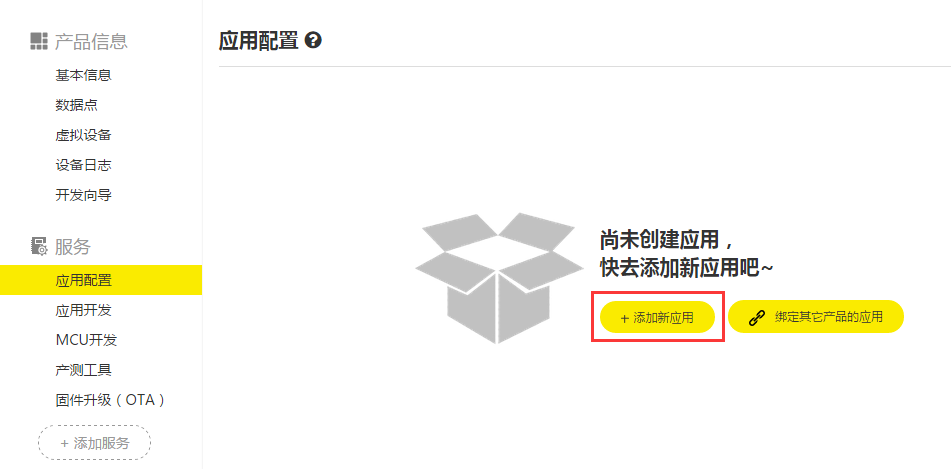 产品信息
基本信息
数据点
虚拟设备
设备日志
开发向导
服务
应用配置
应用开发
MCU开发
产测工具
固件升级（OTA）
+ 添加服务
应用配置 ?
尚未创建应用，
快去添加新应用吧~
+ 添加新应用
绑定其它产品的应用